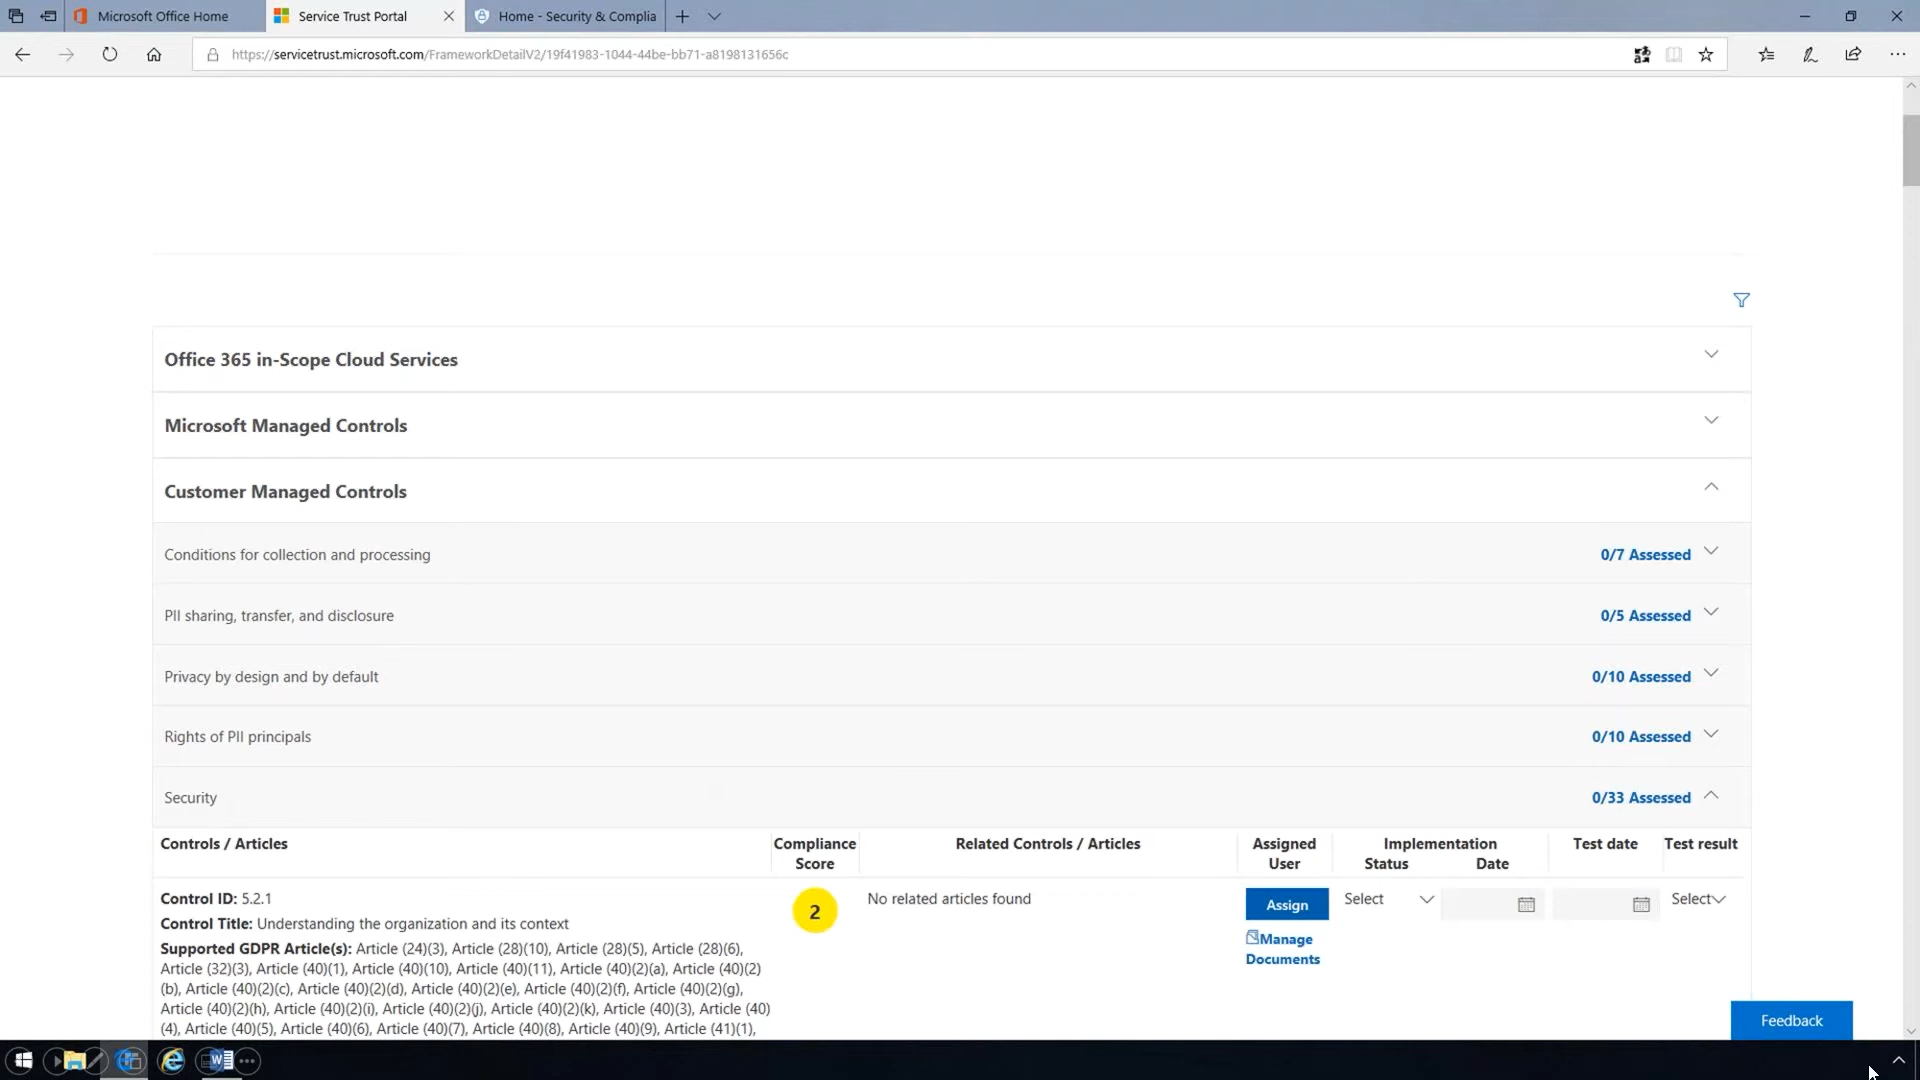 Microsoft Office Home
Service Trust Portal
Home - Security & Complia
https://servicetrust.microsoft.com/FrameworkDetailV2/19f41983-1044-44be-bb71-a8198131656c
Office 365 in-Scope Cloud Services
Microsoft Managed Controls
Customer Managed Controls
Conditions for collection and processing 0/7 Assessed
PII sharing, transfer, and disclosure 0/5 Assessed
Privacy by design and by default 0/10 Assessed
Rights of PII principals 0/10 Assessed
Security 0/33 Assessed
Controls / Articles
Compliance
Score
Related Controls / Articles
Assigned
User
Implementation
Status Date
Test date
Test result
Control ID: 5.2.1
Control Title: Understanding the organization and its context
Supported GDPR Article(s): Article (24)(3), Article (28)(10), Article (28)(5), Article (28)(6),
Article (32)(3), Article (40)(1), Article (40)(10), Article (40)(11), Article (40)(2)(a), Article (40)(2)
(b), Article (40)(2)(c), Article (40)(2)(d), Article (40)(2)(e), Article (40)(2)(f), Article (40)(2)(g),
Article (40)(2)(h), Article (40)(2)(i), Article (40)(2)(j), Article (40)(2)(k), Article (40)(3), Article (40)
(4), Article (40)(5), Article (40)(6), Article (40)(7), Article (40)(8), Article (40)(9), Article (41)(1),
2
No related articles found
Assign
Manage
Documents
Select
Select
Feedback